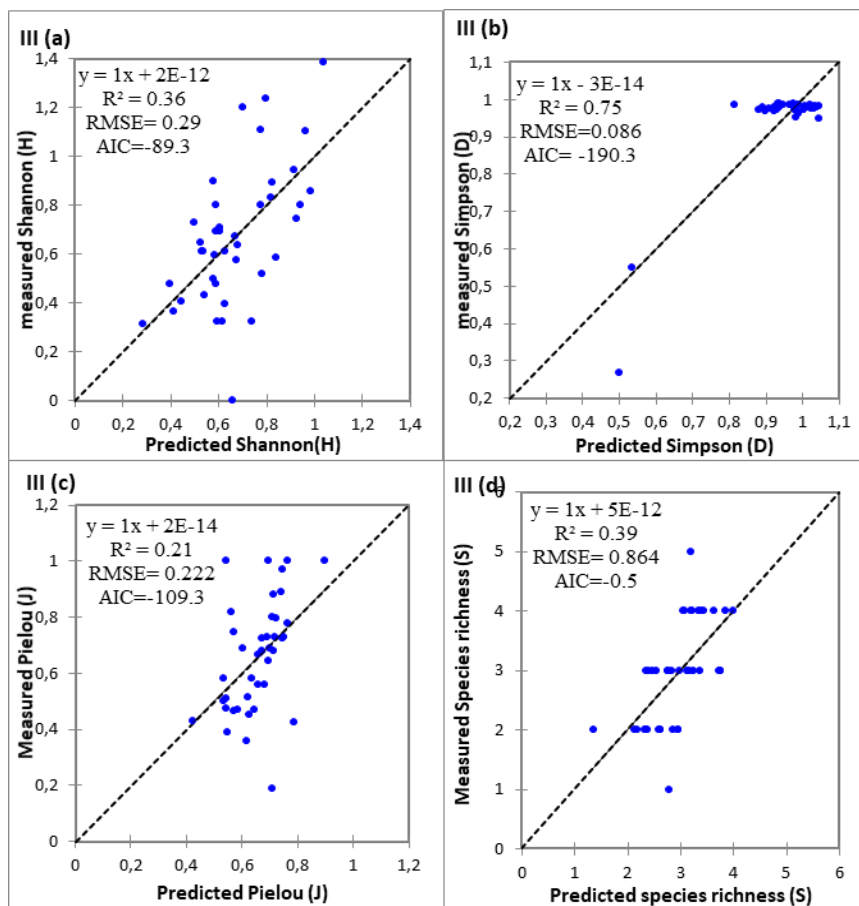 III (a)
y = 1x + 2E-12
R² = 0.36
RMSE= 0.29
AIC=-89.3
measured Shannon (H)
1,4
1,2
1
0,8
0,6
0,4
0,2
0
0 0,2 0,4 0,6 0,8 1 1,2 1,4
Predicted Shannon(H)
III (b)
y = 1x - 3E-14
R² = 0.75
RMSE=0.086
AIC= -190.3
measured Simpson (D)
1,1
1
0,9
0,8
0,7
0,6
0,5
0,4
0,3
0,2
0,2 0,3 0,4 0,5 0,6 0,7 0,8 0,9 1 1,1
Predicted Simpson (D)
III (c)
y = 1x + 2E-14
R² = 0.21
RMSE= 0.222
AIC=-109.3
Measured Pielou (J)
1,2
1
0,8
0,6
0,4
0,2
0
0 0,2 0,4 0,6 0,8 1 1,2
Predicted Pielou (J)
III (d)
y = 1x + 5E-12
R² = 0.39
RMSE= 0.864
AIC=-0.5
Measured Species richness (S)
6
5
4
3
2
1
0
0 1 2 3 4 5 6
Predicted species richness (S)